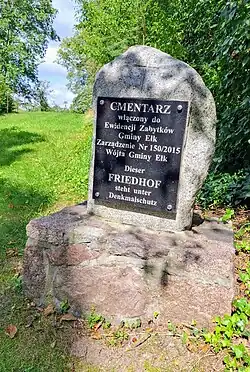 CMENTARZ
włączony do
Ewidencji Zabytków
Gminy Ełk
Zarządzenie Nr 150/2015
Wójta Gminy Ełk
Dieser
FRIEDHOF
steht unter
Denkmalschutz